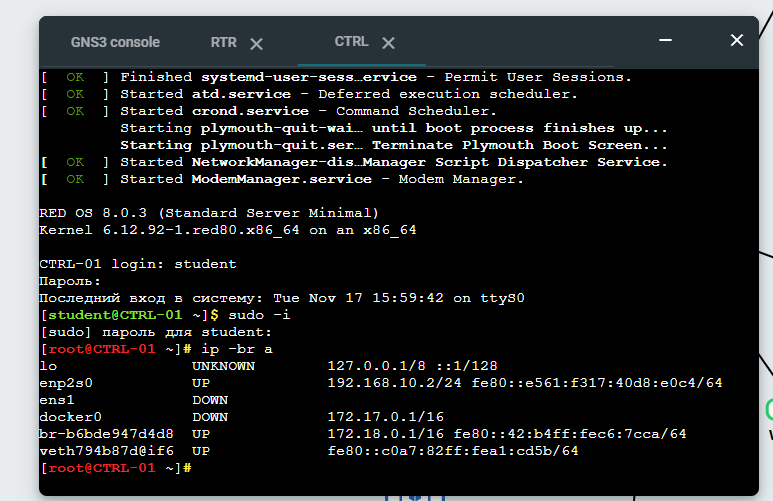 GNS3 console RTR CTRL
[  OK  ] Finished systemd-user-sess…ervice - Permit User Sessions.
[  OK  ] Started atd.service - Deferred execution scheduler.
[  OK  ] Started crond.service - Command Scheduler.
         Starting plymouth-quit-wai… until boot process finishes up...
         Starting plymouth-quit.ser… Terminate Plymouth Boot Screen...
[  OK  ] Started NetworkManager-dis…Manager Script Dispatcher Service.
[  OK  ] Started ModemManager.service - Modem Manager.
RED OS 8.0.3 (Standard Server Minimal)
Kernel 6.12.92-1.red80.x86_64 on an x86_64
CTRL-01 login: student
Пароль:
Последний вход в систему: Tue Nov 17 15:59:42 on ttyS0
[student@CTRL-01 ~]$ sudo -i
[sudo] пароль для student:
[root@CTRL-01 ~]# ip -br a
lo               UNKNOWN        127.0.0.1/8 ::1/128
enp2s0           UP             192.168.10.2/24 fe80::e561:f317:40d8:e0c4/64
ens1             DOWN
docker0          DOWN           172.17.0.1/16
br-b6bde947d4d8  UP             172.18.0.1/16 fe80::42:b4ff:fec6:7cca/64
veth794b87d@if6  UP             fe80::c0a7:82ff:fea1:cd5b/64
[root@CTRL-01 ~]#